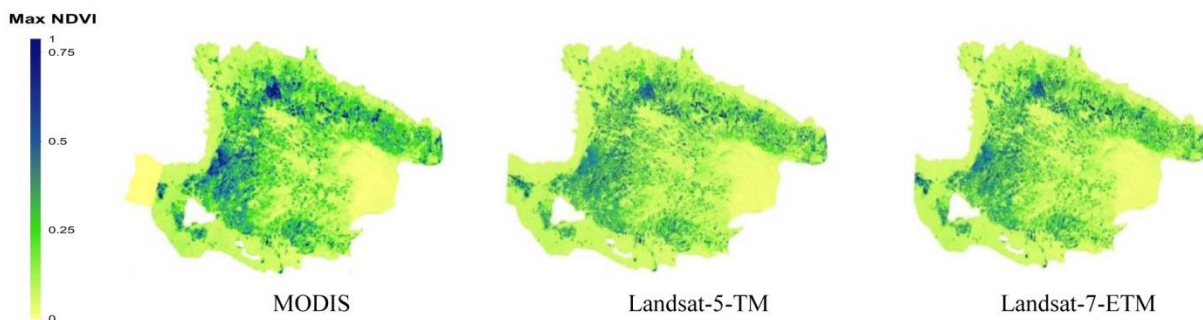 Max NDVI
1
0.75
0.5
0.25
0
MODIS
Landsat-5-TM
Landsat-7-ETM